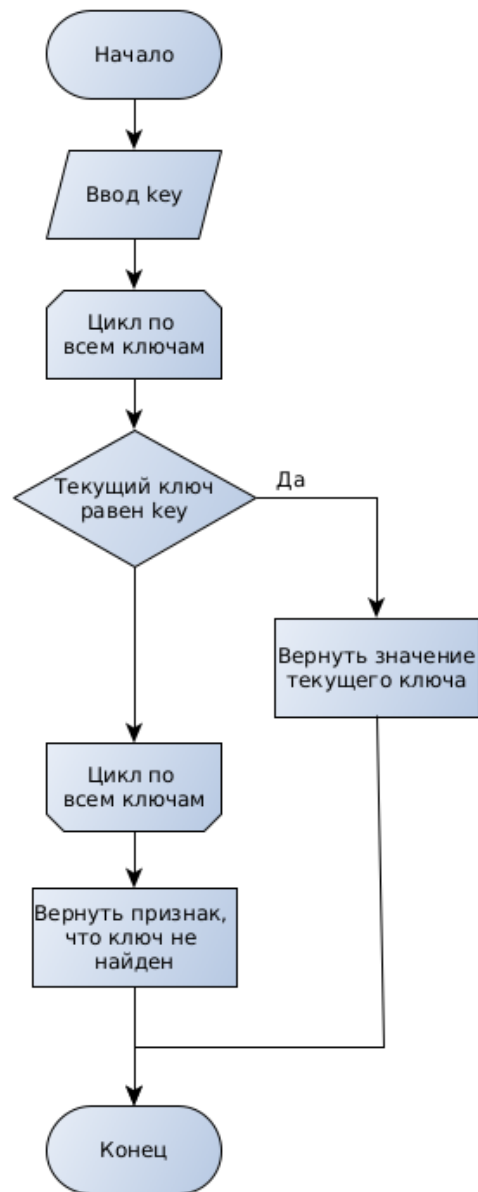 Начало
Ввод key
Цикл по
всем ключам
Текущий ключ
равен key
Да
Вернуть значение
текущего ключа
Цикл по
всем ключам
Вернуть признак,
что ключ не
найден
Конец